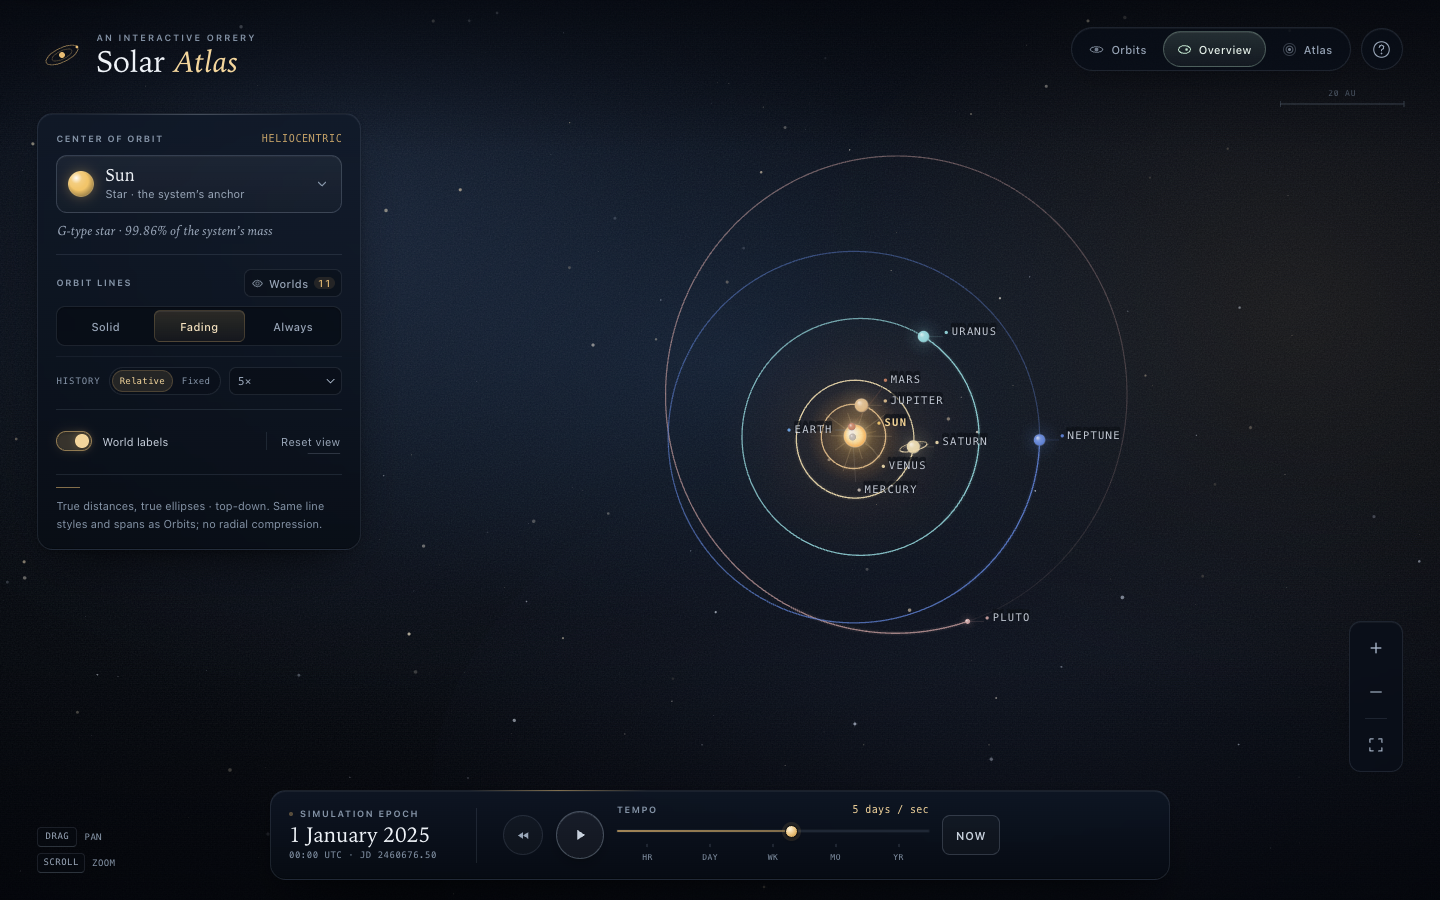 AN INTERACTIVE ORRERY
Solar Atlas
Orbits
Overview
Atlas
?
20 AU
CENTER OF ORBIT
HELIOCENTRIC
Sun
Star · the system's anchor
G-type star · 99.86% of the system's mass
ORBIT LINES
Worlds 11
Solid
Fading
Always
HISTORY
Relative
Fixed
5×
World labels
Reset view
True distances, true ellipses · top-down. Same line
styles and spans as Orbits; no radial compression.
URANUS
MARS
JUPITER
SUN
EARTH
SATURN
NEPTUNE
VENUS
MERCURY
PLUTO
SIMULATION EPOCH
1 January 2025
00:00 UTC · JD 2460676.50
TEMPO
5 days / sec
HR
DAY
WK
MO
YR
NOW
DRAG PAN
SCROLL ZOOM